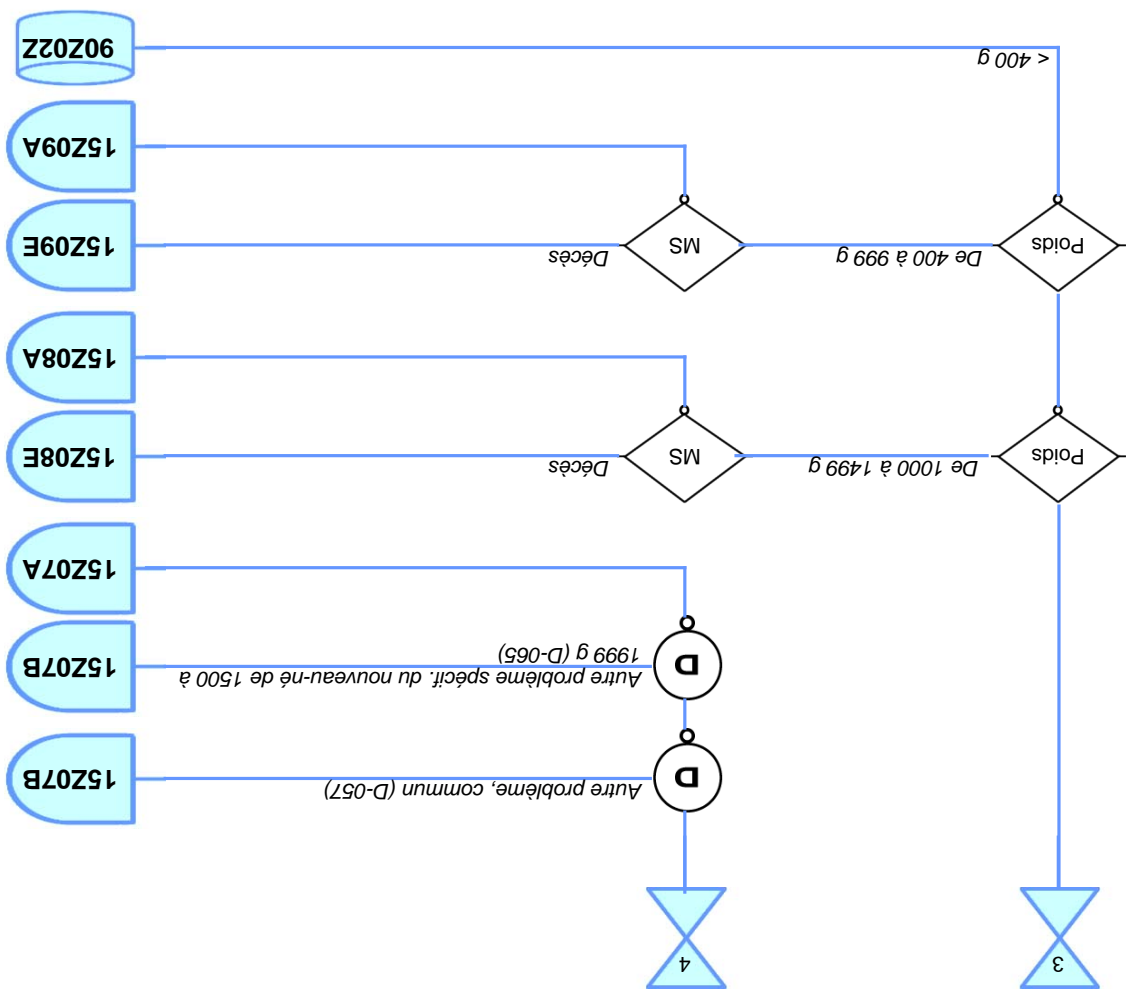 3
4
D
Autre problème, commun (D-057)
15Z07B
D
Autre problème spécif. du nouveau-né de 1500 à
1999 g (D-065)
15Z07B
15Z07A
Poids
De 1000 à 1499 g
MS
Décès
15Z08E
15Z08A
Poids
De 400 à 999 g
MS
Décès
15Z09E
15Z09A
< 400 g
90Z02Z